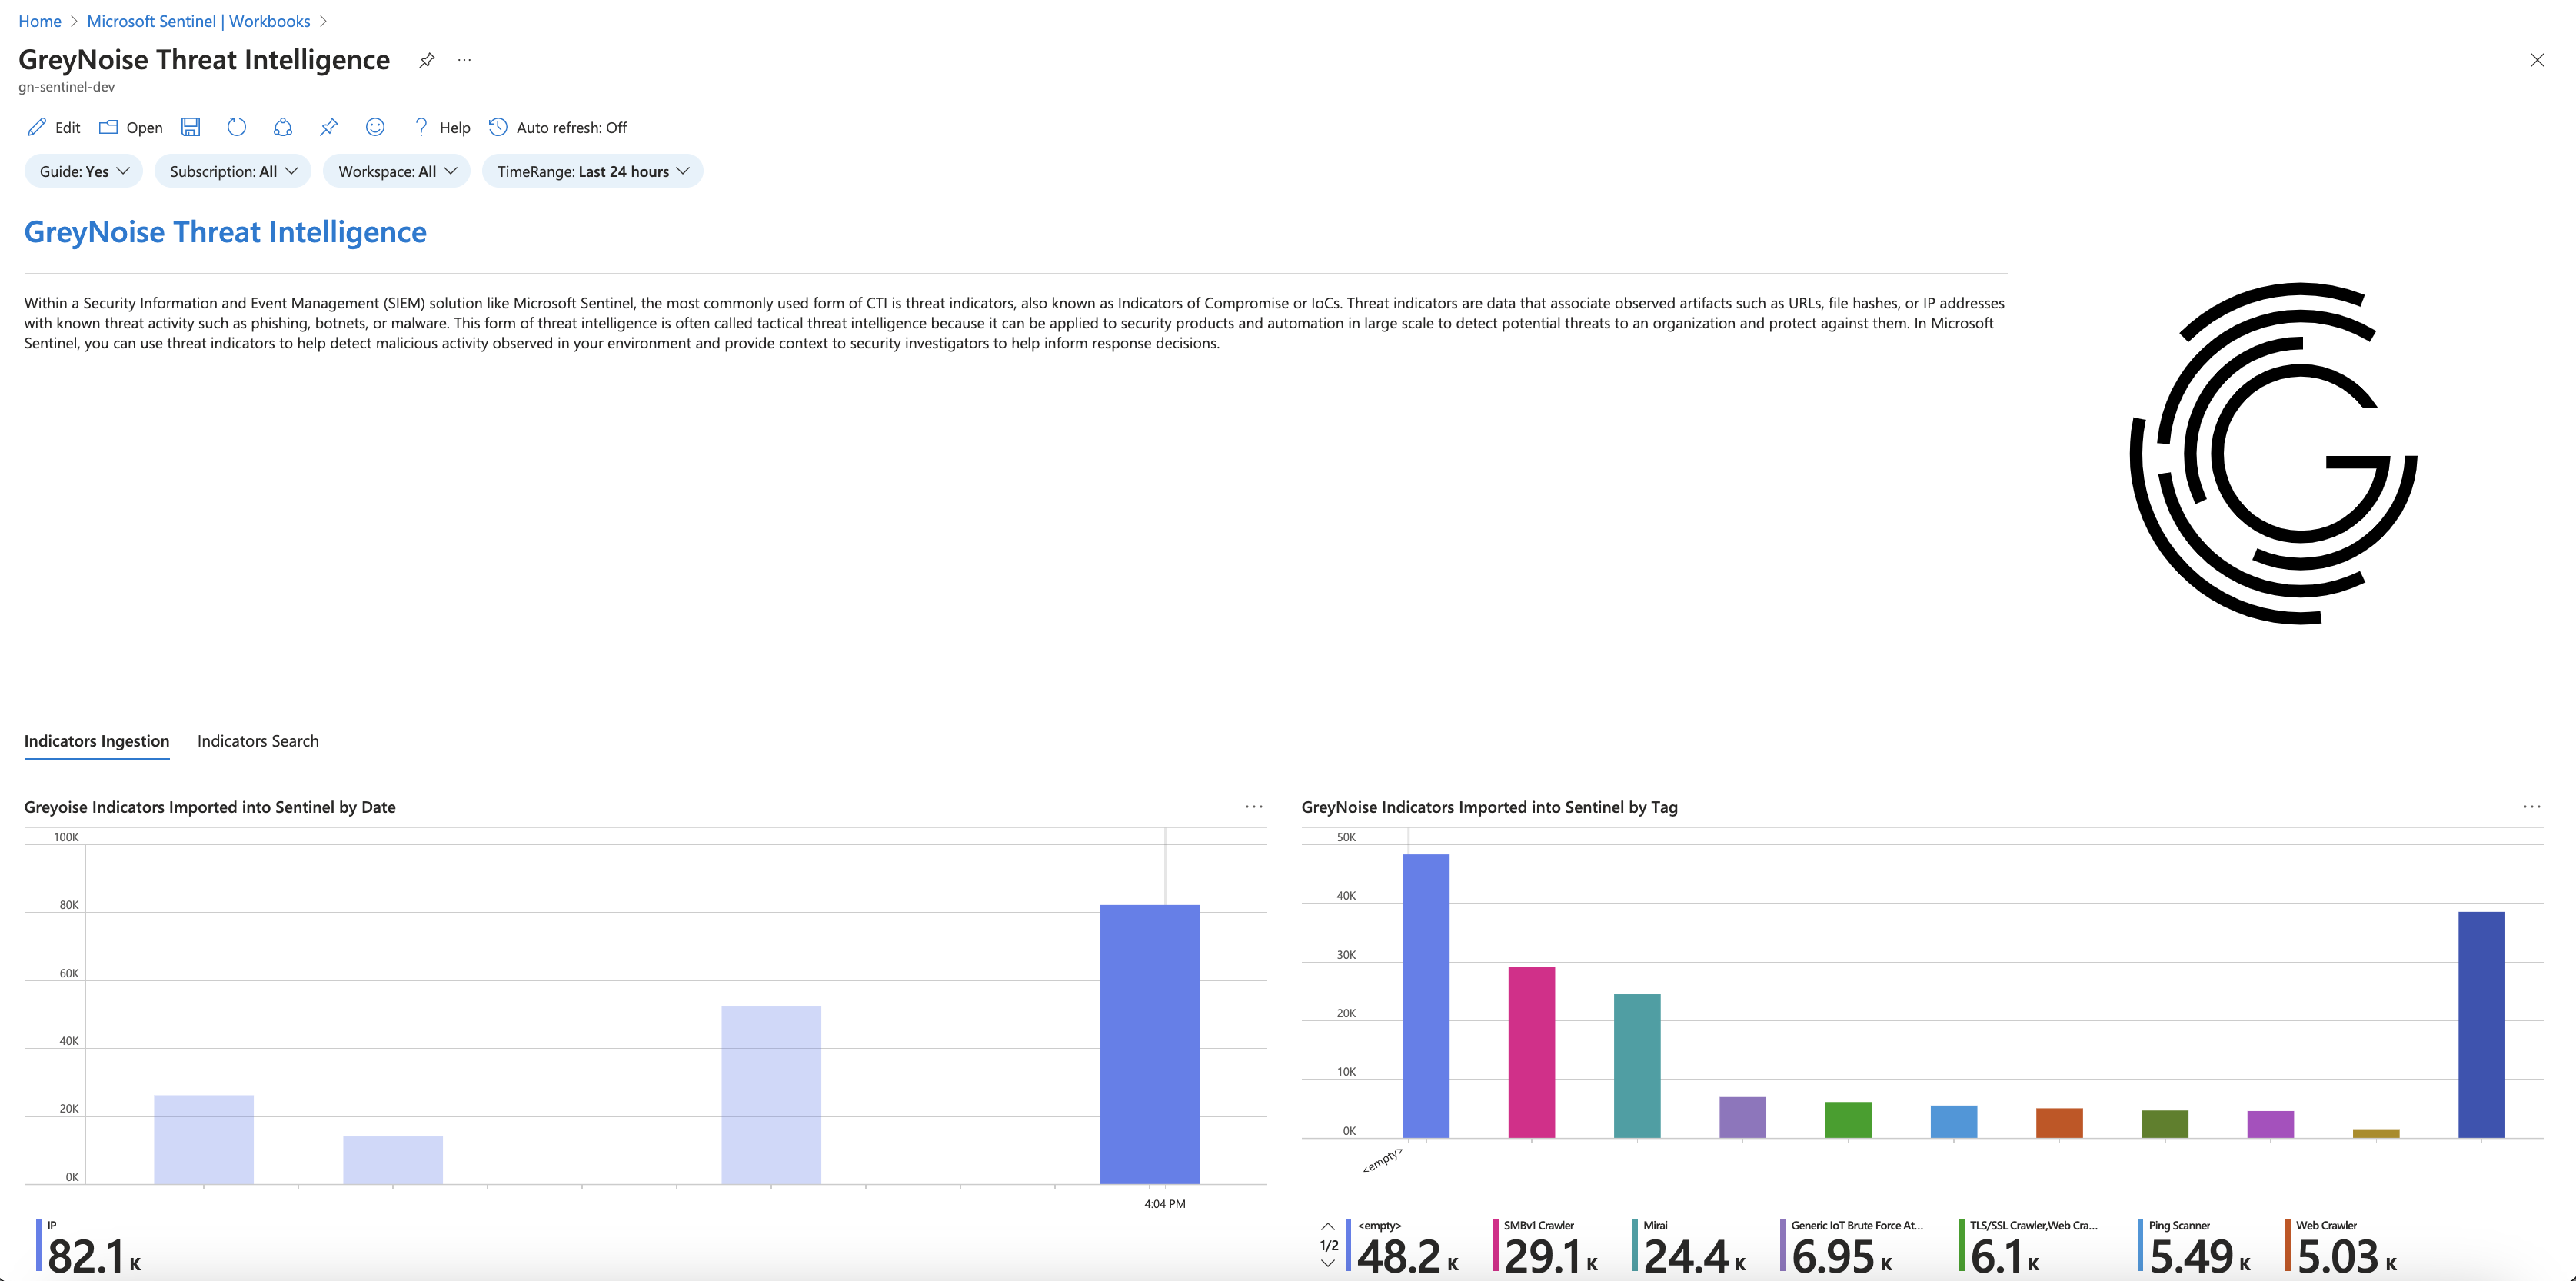 Home > Microsoft Sentinel | Workbooks >
GreyNoise Threat Intelligence ...
gn-sentinel-dev
Edit Open ? Help Auto refresh: Off
Guide: Yes Subscription: All Workspace: All TimeRange: Last 24 hours
GreyNoise Threat Intelligence
Within a Security Information and Event Management (SIEM) solution like Microsoft Sentinel, the most commonly used form of CTI is threat indicators, also known as Indicators of Compromise or IoCs. Threat indicators are data that associate observed artifacts such as URLs, file hashes, or IP addresses
with known threat activity such as phishing, botnets, or malware. This form of threat intelligence is often called tactical threat intelligence because it can be applied to security products and automation in large scale to detect potential threats to an organization and protect against them. In Microsoft
Sentinel, you can use threat indicators to help detect malicious activity observed in your environment and provide context to security investigators to help inform response decisions.
G
Indicators Ingestion Indicators Search
Greyoise Indicators Imported into Sentinel by Date ...
100K
80K
60K
40K
20K
0K
4:04 PM
IP
82.1 K
GreyNoise Indicators Imported into Sentinel by Tag ...
50K
40K
30K
20K
10K
0K
<empty>
1/2
<empty> SMBv1 Crawler Mirai Generic IoT Brute Force At... TLS/SSL Crawler,Web Cra... Ping Scanner Web Crawler
48.2 K 29.1 K 24.4 K 6.95 K 6.1 K 5.49 K 5.03 K